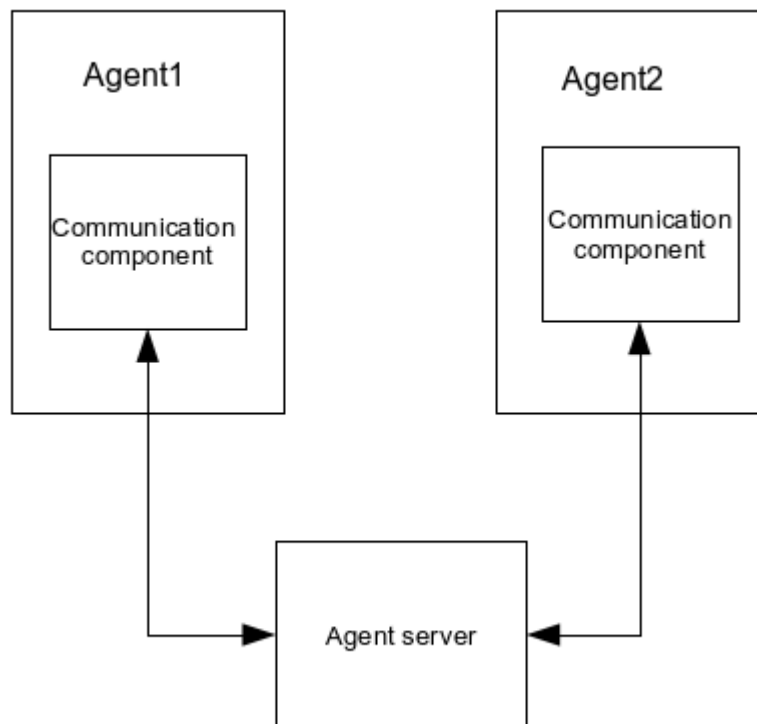 Agent1
Communication
component
Agent2
Communication
component
Agent server